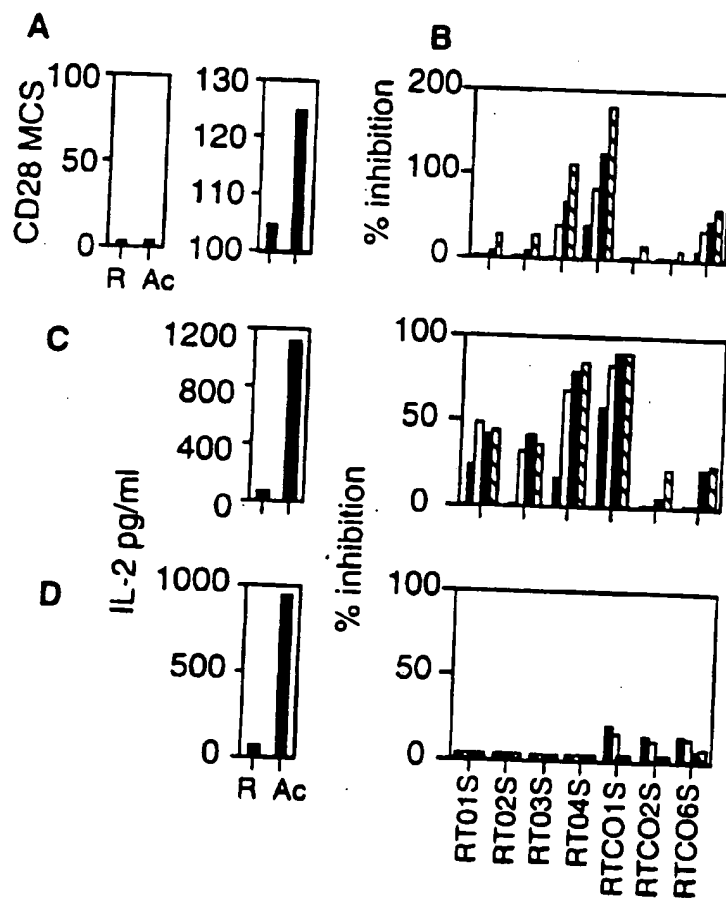 A
B
CD28 MCS
100
50
0
R Ac
130
120
110
100
% inhibition
200
100
0
C
IL-2 pg/ml
1200
800
400
0
% inhibition
100
50
0
D
1000
500
0
R Ac
100
50
0
RT01S
RT02S
RT03S
RT04S
RTCO1S
RTCO2S
RTCO6S